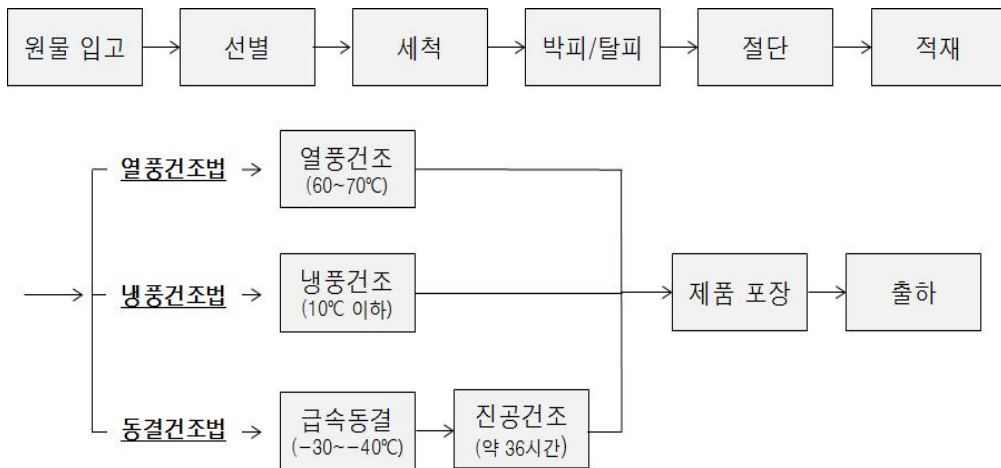 원물 입고
선별
세척
박피/탈피
절단
적재
열풍건조법
열풍건조
(60~70℃)
냉풍건조법
냉풍건조
(10℃ 이하)
제품 포장
출하
동결건조법
급속동결
(-30~-40℃)
진공건조
(약 36시간)